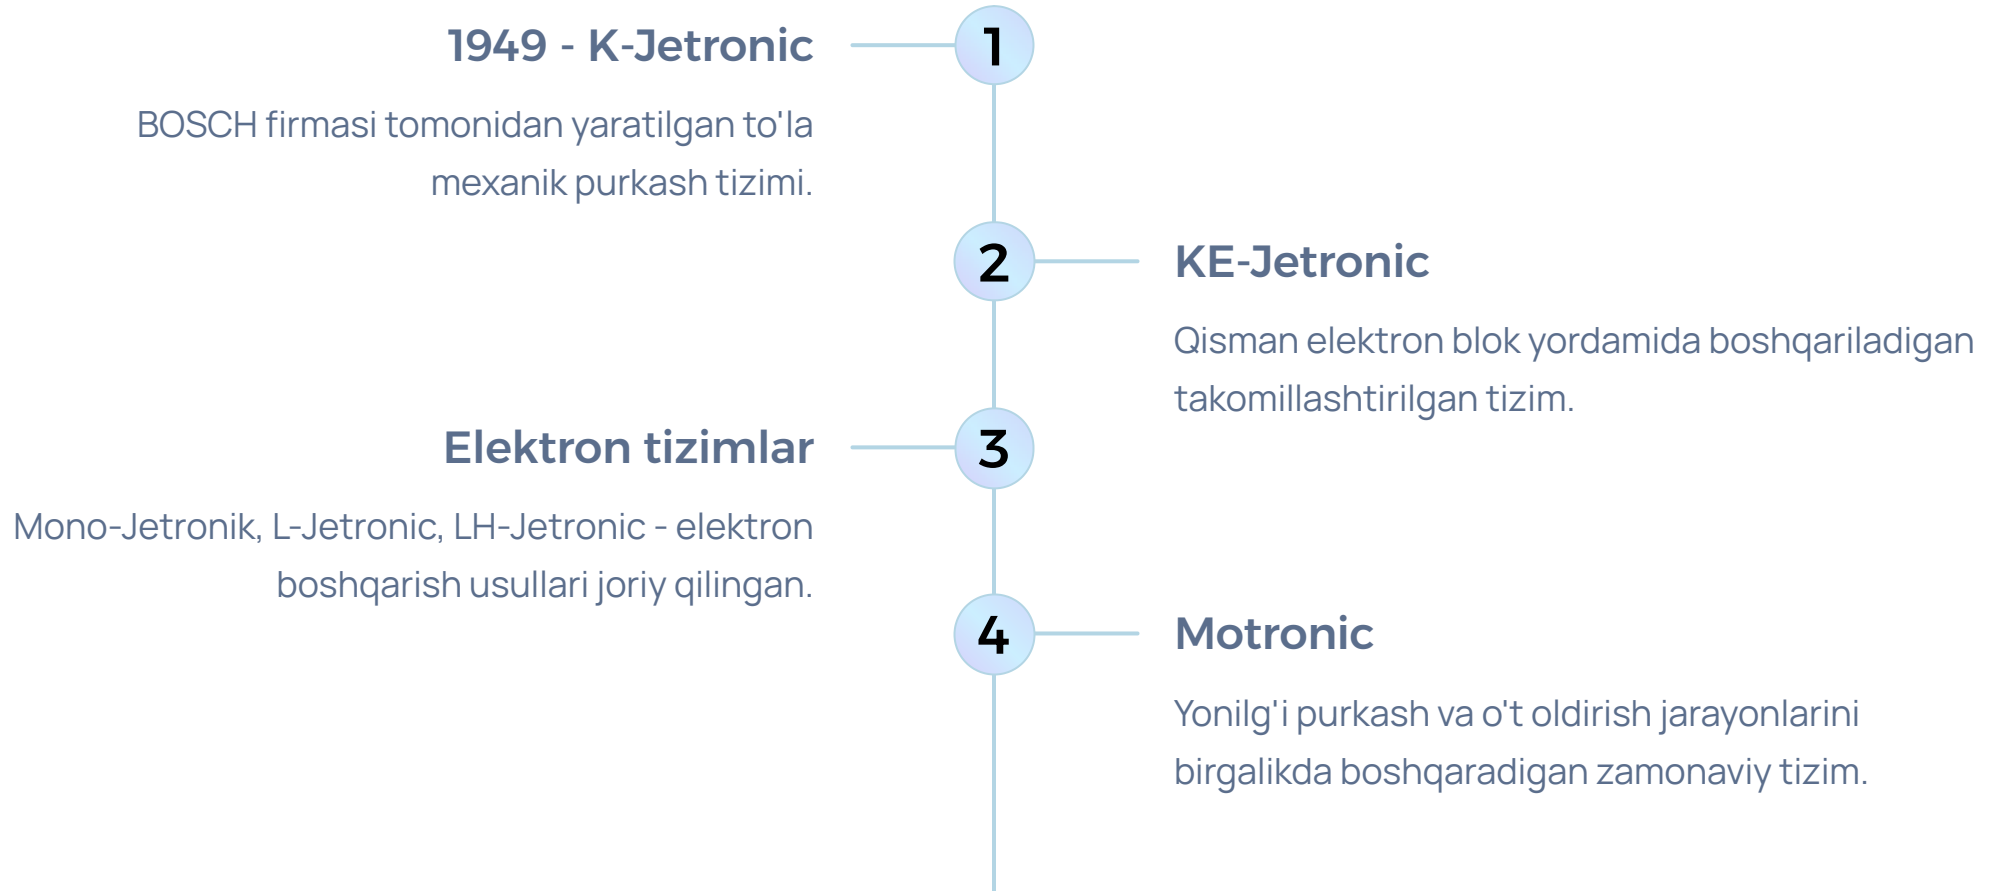 1949 - K-Jetronic
BOSCH firmasi tomonidan yaratilgan to'la
mexanik purkash tizimi.
1
2
KE-Jetronic
Qisman elektron blok yordamida boshqariladigan
takomillashtirilgan tizim.
Elektron tizimlar
Mono-Jetronik, L-Jetronic, LH-Jetronic - elektron
boshqarish usullari joriy qilingan.
3
4
Motronic
Yonilg'i purkash va o't oldirish jarayonlarini
birgalikda boshqaradigan zamonaviy tizim.